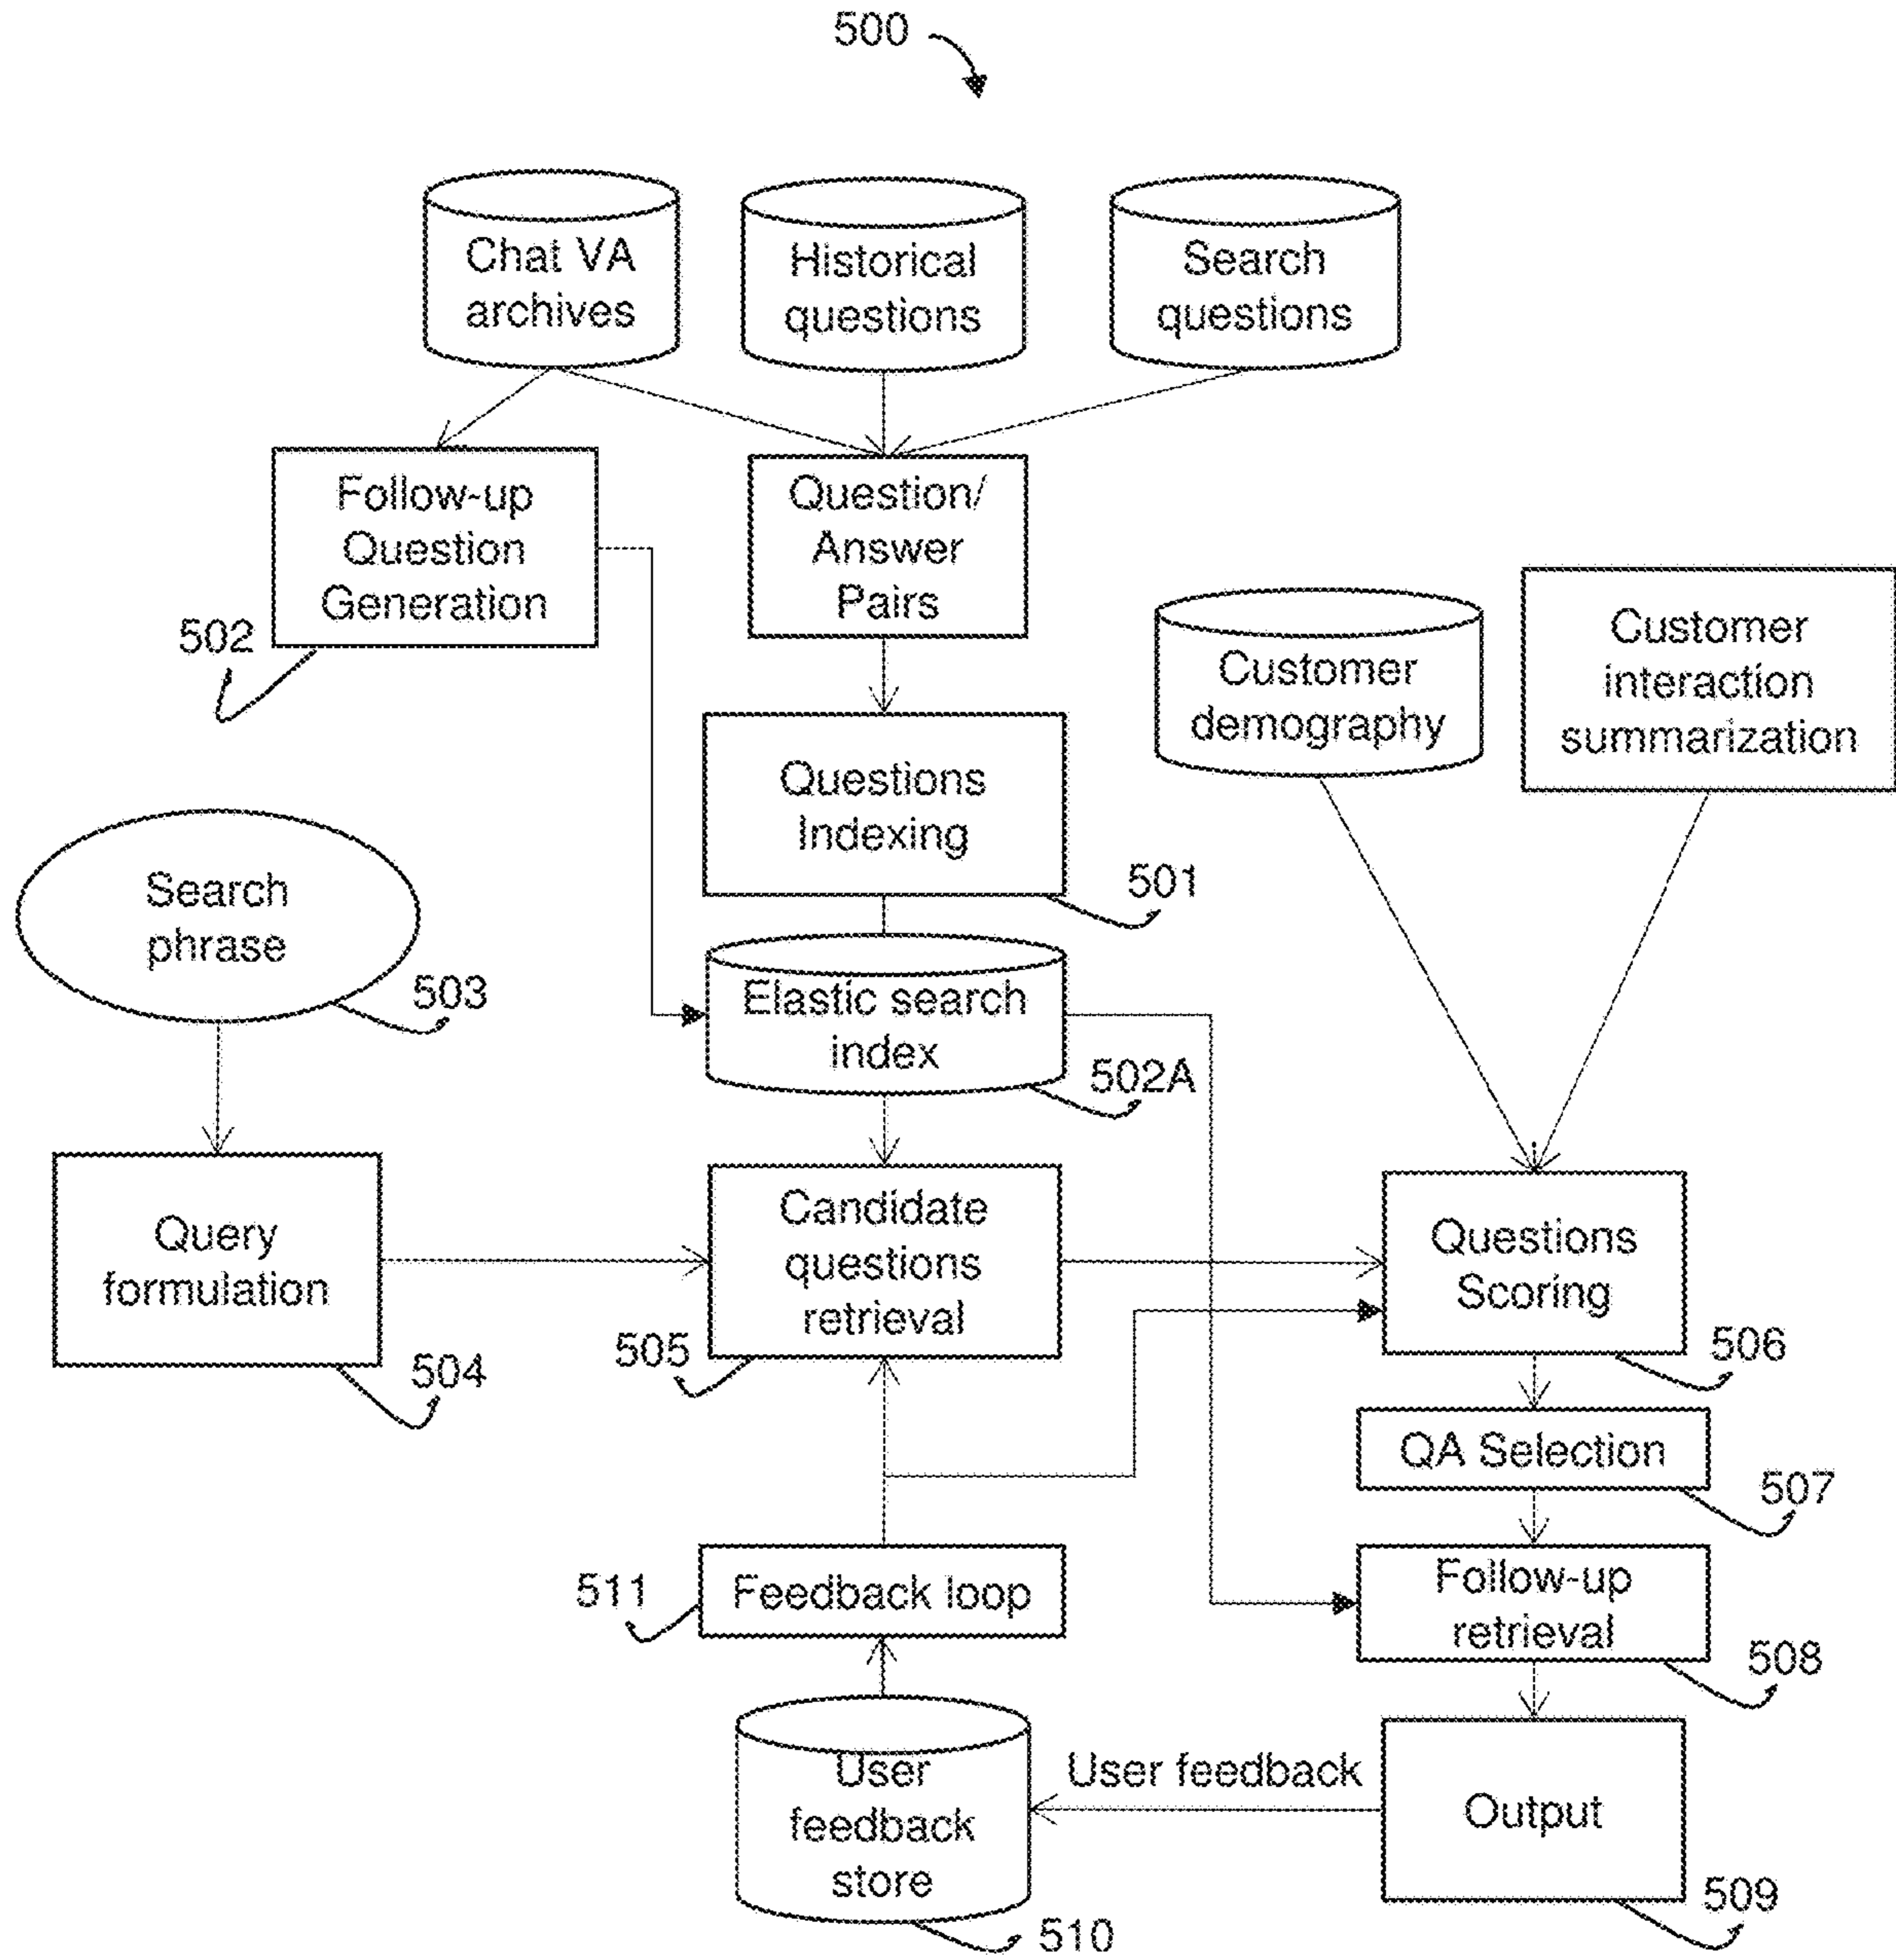 500
Chat VA
archives
Historical
questions
Search
questions
Follow-up
Question
Generation
502
Question/
Answer
Pairs
Customer
demography
Customer
interaction
summarization
Questions
Indexing
501
Search
phrase
503
Elastic search
index
502A
Query
formulation
504
Candidate
questions
retrieval
505
Questions
Scoring
506
QA Selection
507
Feedback loop
511
Follow-up
retrieval
508
User
feedback
store
510
User feedback
Output
509